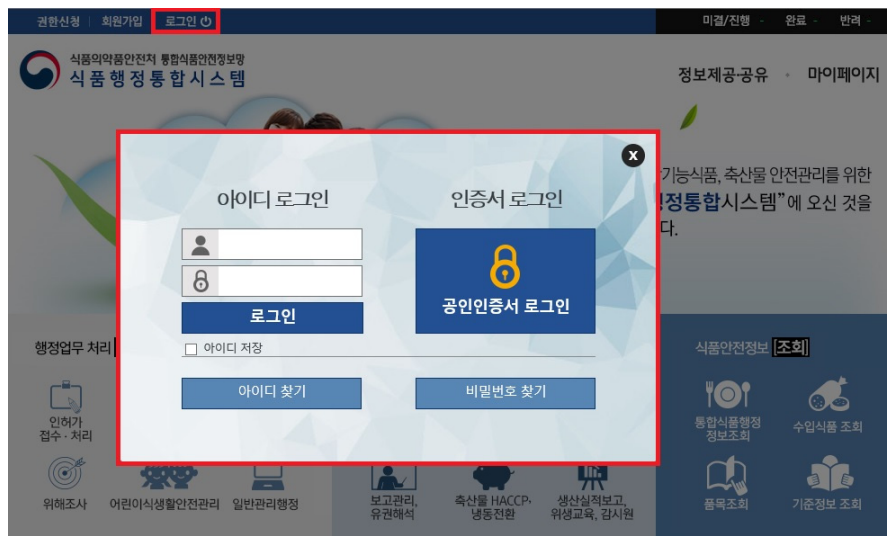 권한신청 회원가입 로그인 미결/진행 - 완료 - 반려 -
식품의약품안전처 통합식품안전정보망
식품행정통합시스템
정보제공·공유 · 마이페이지
X
기능식품, 축산물 안전관리를 위한
정통합시스템”에 오신 것을
다.
아이디 로그인 인증서 로그인
로그인
공인인증서 로그인
아이디 저장
아이디 찾기 비밀번호 찾기
행정업무 처리
식품안전정보 [조회]
인허가
접수 · 처리
통합식품행정
정보조회
수입식품 조회
위해조사
어린이식생활안전관리
일반관리행정
보고관리,
유권해석
축산물 HACCP·
냉동전환
생산실적보고,
위생교육, 감시원
품목조회
기준정보 조회